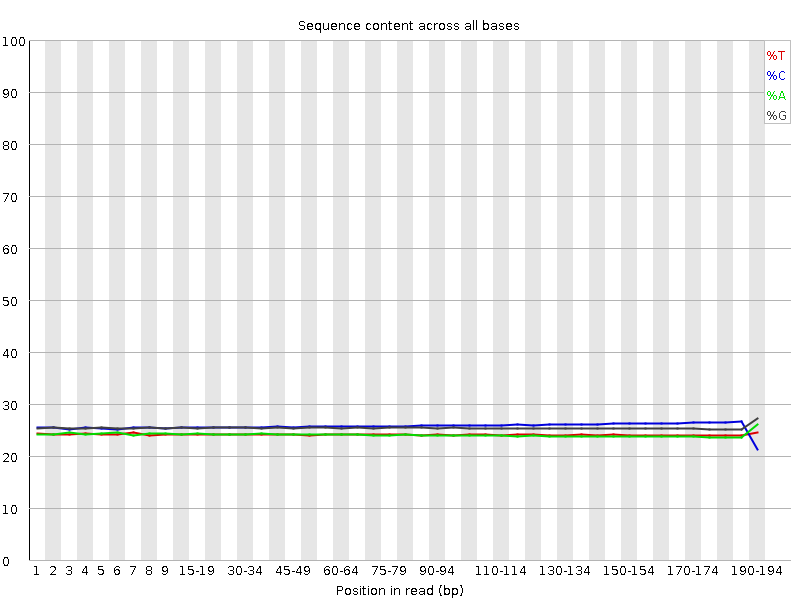 Sequence content across all bases
100
90
80
70
60
50
40
30
20
10
0
%T
%C
%A
%G
1 2 3 4 5 6 7 8 9 15-19 30-34 45-49 60-64 75-79 90-94 110-114 130-134 150-154 170-174 190-194
Position in read (bp)